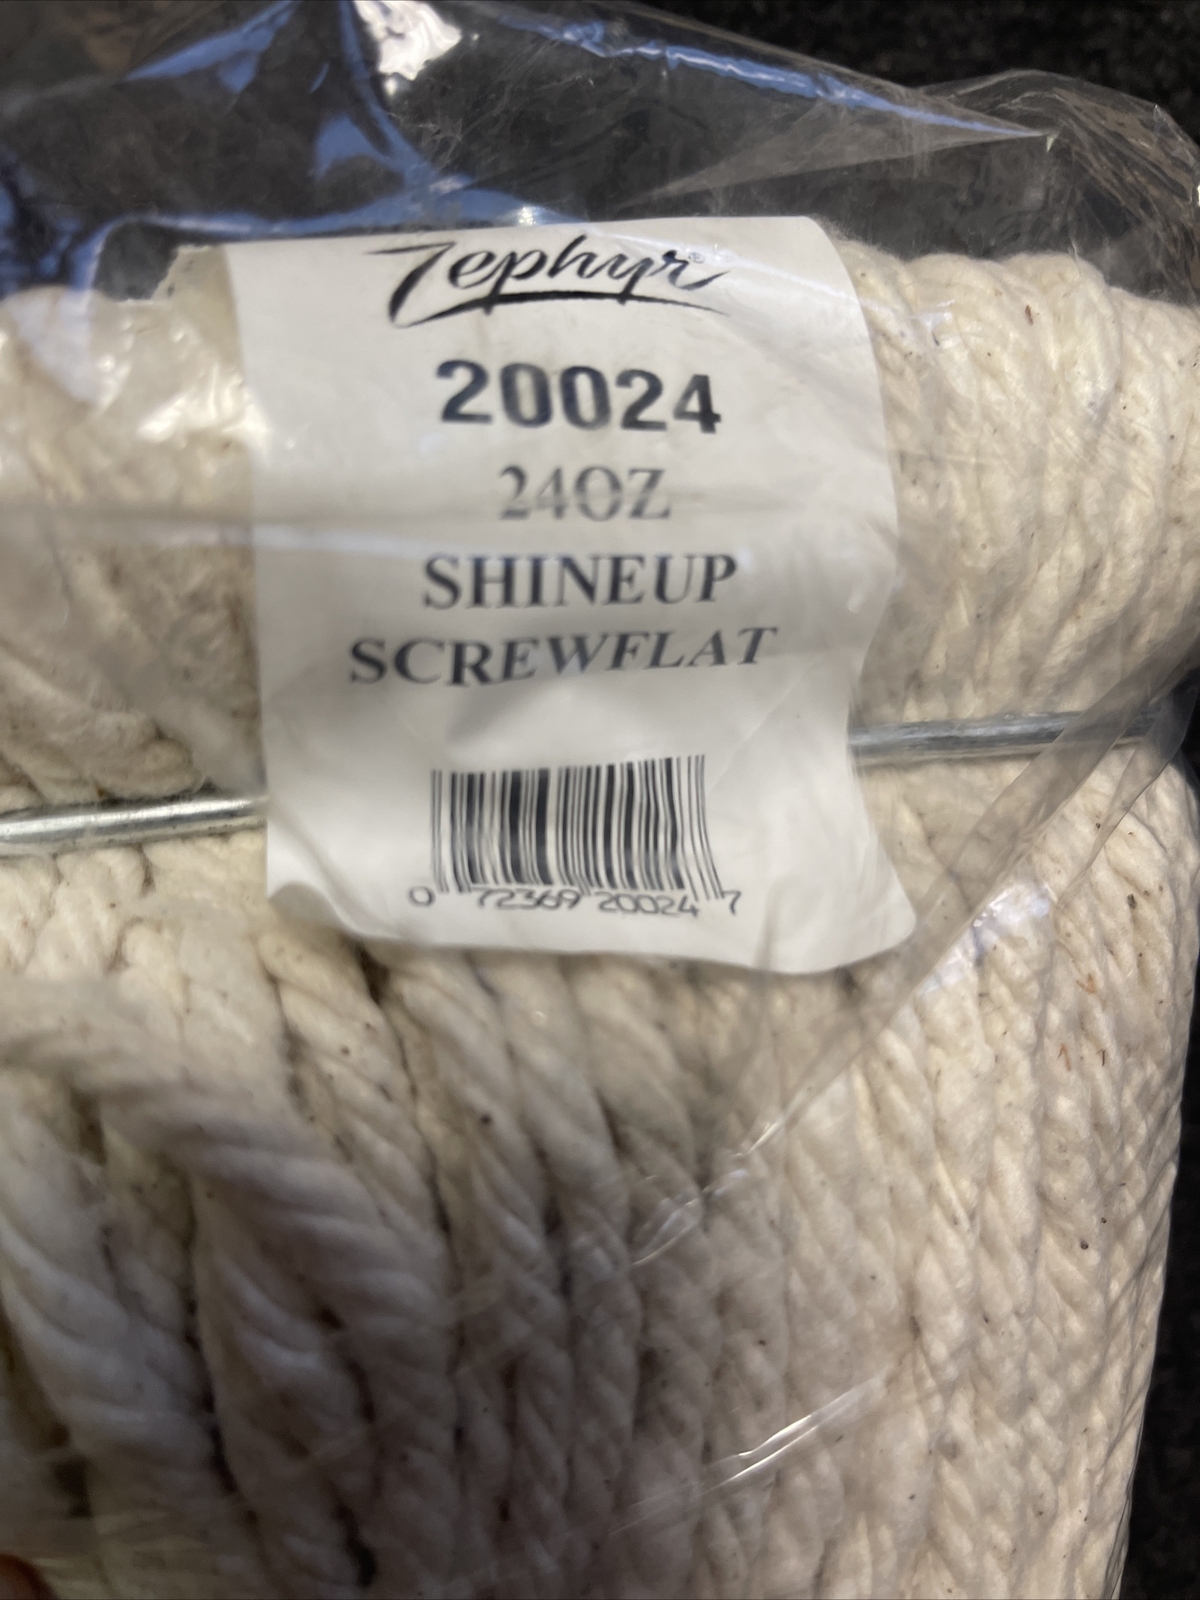 Zephyr®
20024
24OZ
SHINEUP
SCREWFLAT
0 72369 20024 7